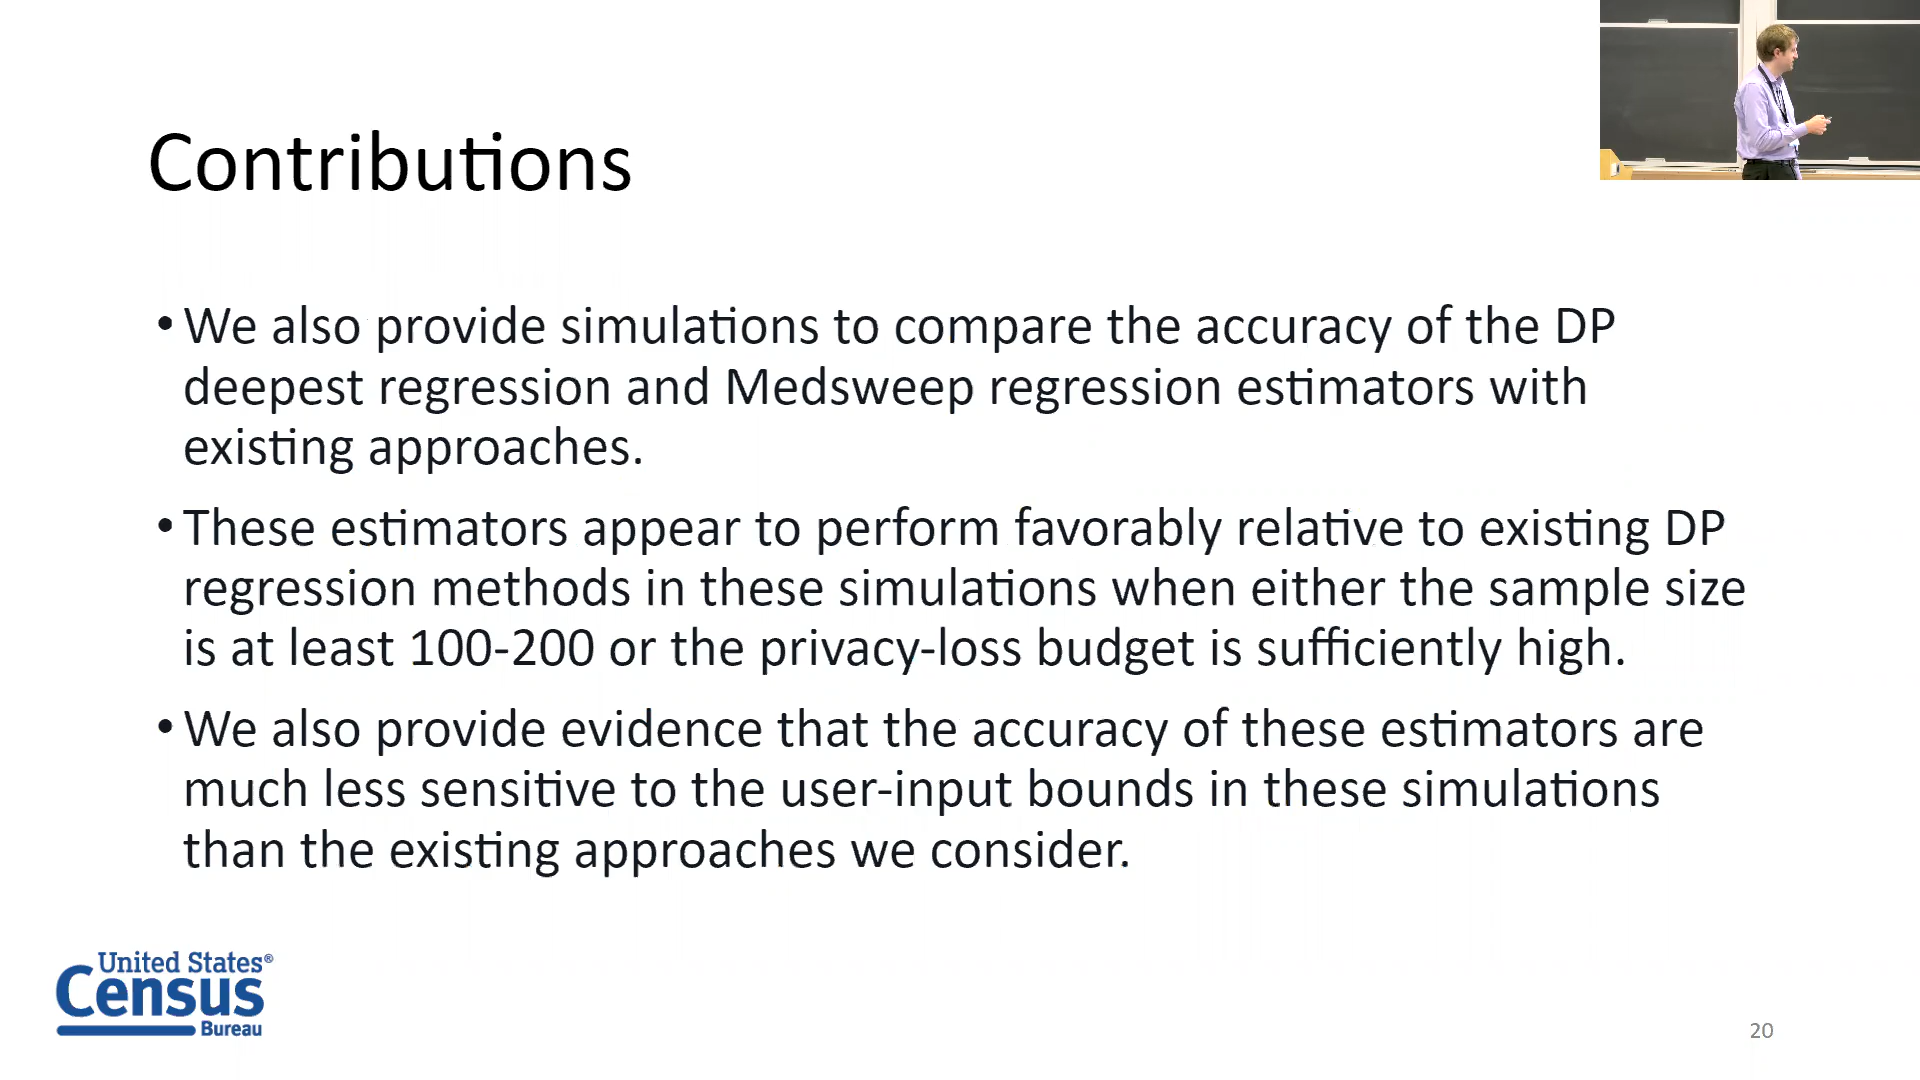 Contributions
•We also provide simulations to compare the accuracy of the DP
deepest regression and Medsweep regression estimators with
existing approaches.
•These estimators appear to perform favorably relative to existing DP
regression methods in these simulations when either the sample size
is at least 100-200 or the privacy-loss budget is sufficiently high.
•We also provide evidence that the accuracy of these estimators are
much less sensitive to the user-input bounds in these simulations
than the existing approaches we consider.
United States®
Census
Bureau
20